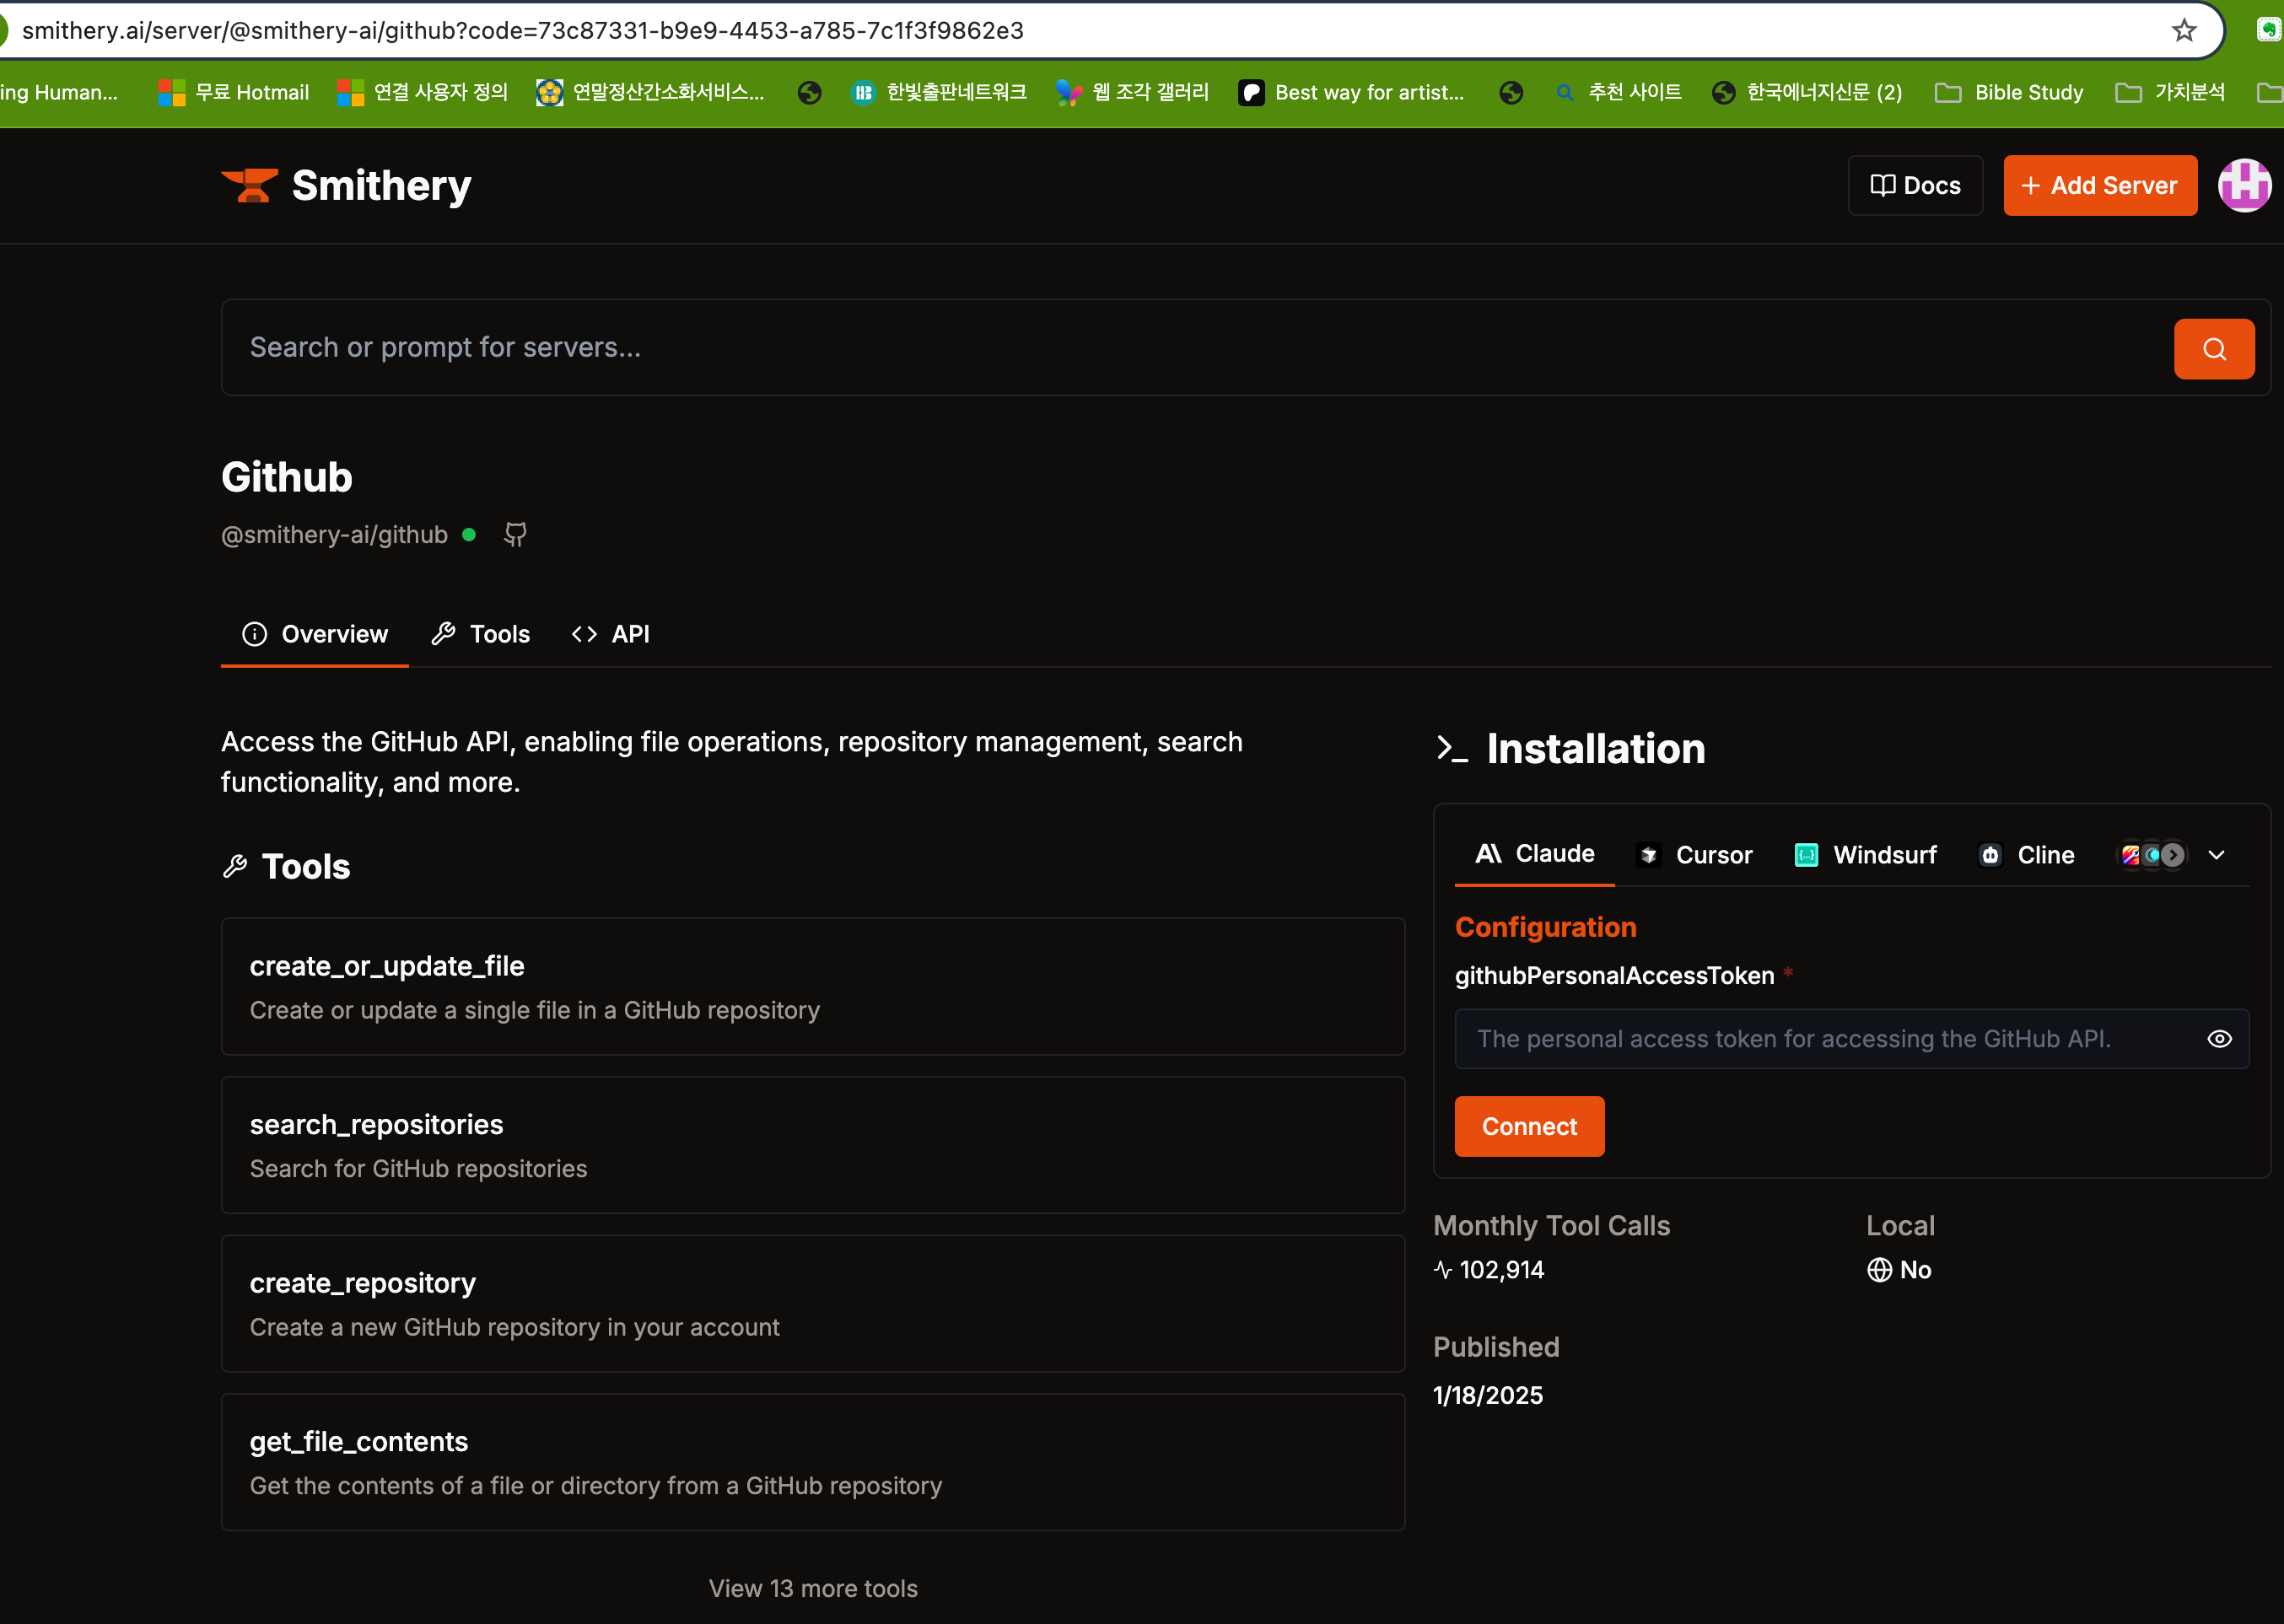 smithery.ai/server/@smithery-ai/github?code=73c87331-b9e9-4453-a785-7c1f3f9862e3
ing Human...
무료 Hotmail
연결 사용자 정의
연말정산간소화서비스...
한빛출판네트워크
웹 조각 갤러리
Best way for artist...
추천 사이트
한국에너지신문 (2)
Bible Study
가치분석
Smithery
Docs
+ Add Server
Search or prompt for servers...
Github
@smithery-ai/github
Overview
Tools
API
Access the GitHub API, enabling file operations, repository management, search
functionality, and more.
Tools
create_or_update_file
Create or update a single file in a GitHub repository
search_repositories
Search for GitHub repositories
create_repository
Create a new GitHub repository in your account
get_file_contents
Get the contents of a file or directory from a GitHub repository
View 13 more tools
Installation
Claude
Cursor
Windsurf
Cline
Configuration
githubPersonalAccessToken *
The personal access token for accessing the GitHub API.
Connect
Monthly Tool Calls
102,914
Local
No
Published
1/18/2025